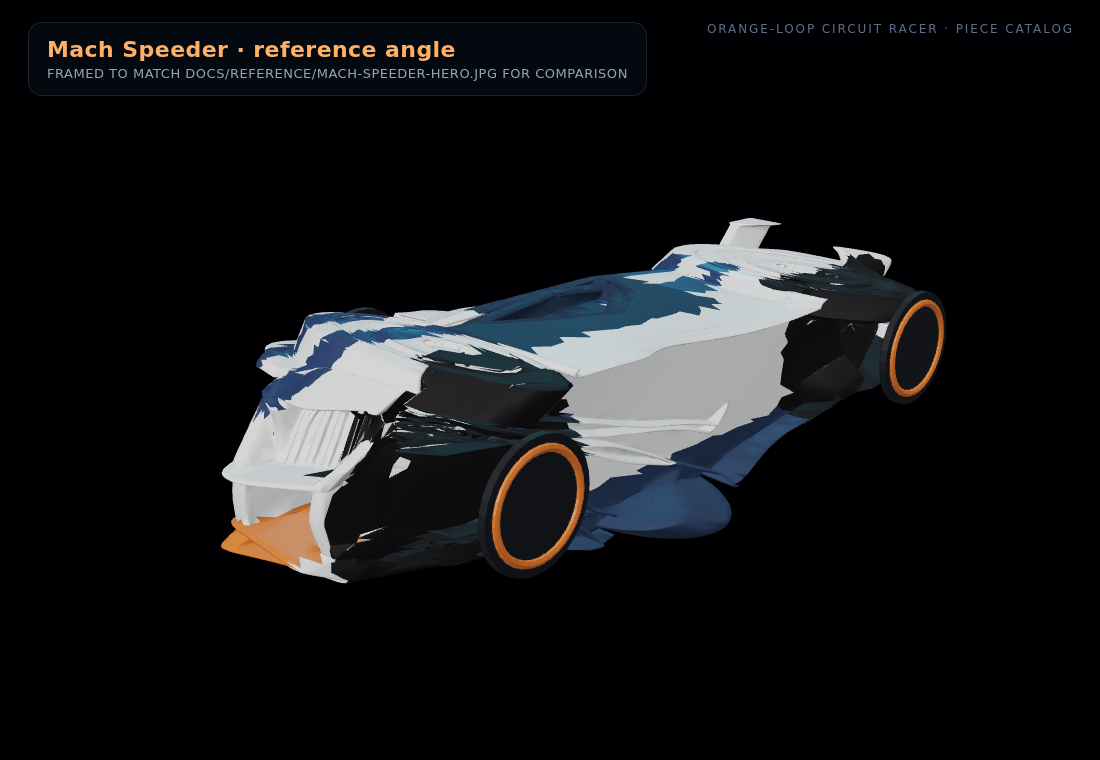 Mach Speeder · reference angle
FRAMED TO MATCH DOCS/REFERENCE/MACH-SPEEDER-HERO.JPG FOR COMPARISON
ORANGE-LOOP CIRCUIT RACER · PIECE CATALOG